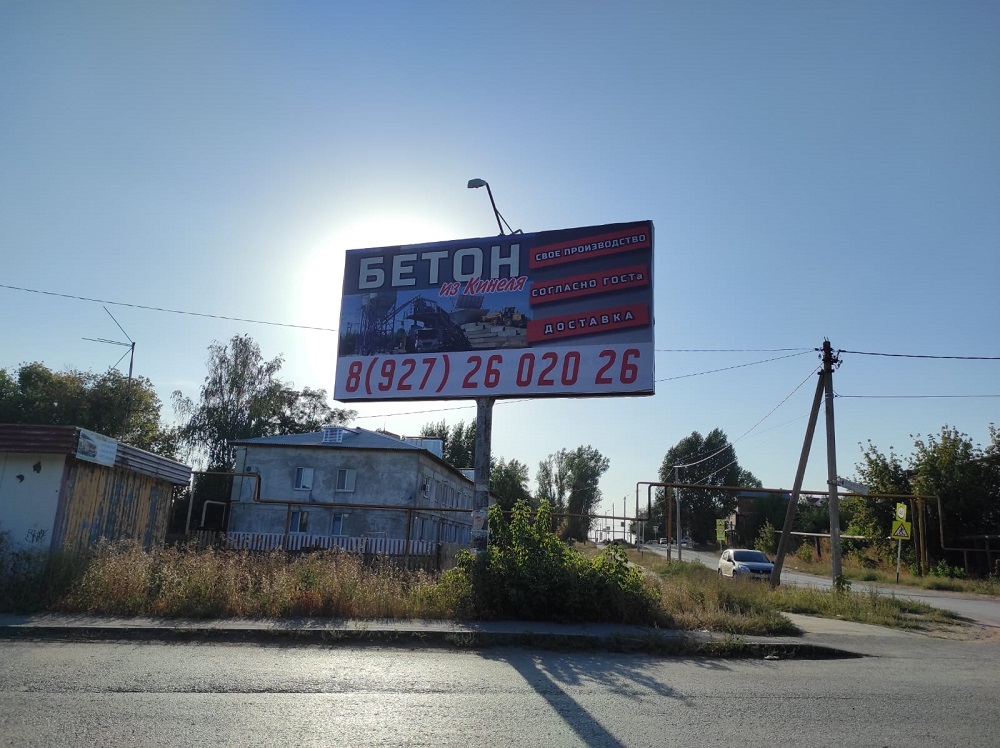 БЕТОН
из Кинеля
СВОЕ ПРОИЗВОДСТВО
СОГЛАСНО ГОСТа
ДОСТАВКА
8(927) 26 020 26